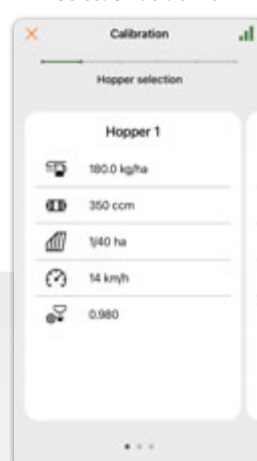 Calibration
Hopper selection
Hopper 1
180.0 kg/ha
350 ccm
1/40 ha
14 km/h
0.980